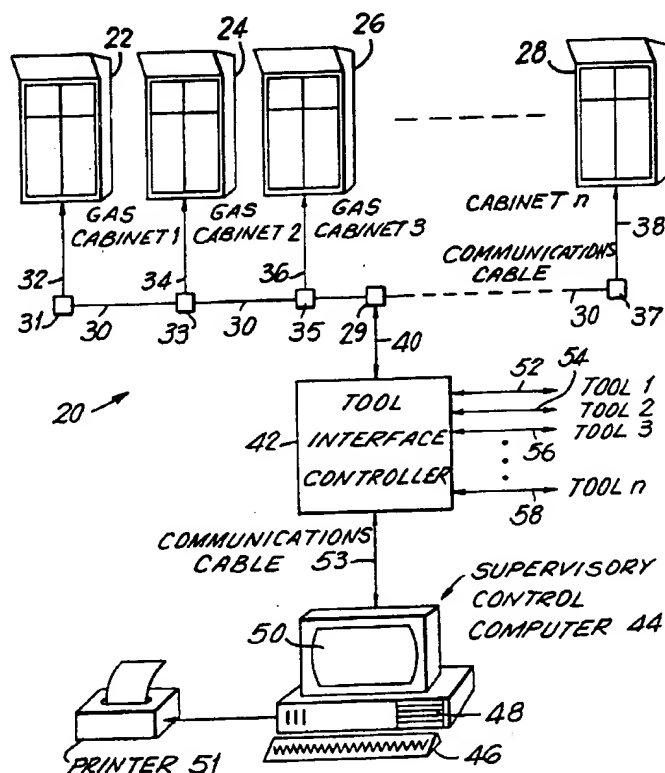 22
24
26
28
GAS CABINET 1
GAS CABINET 2
GAS CABINET 3
CABINET n
32
34
36
38
COMMUNICATIONS CABLE
31
30
33
30
35
29
30
37
40
20
42
TOOL
INTERFACE
CONTROLLER
52
54
TOOL 1
TOOL 2
TOOL 3
56
58
TOOL n
COMMUNICATIONS
CABLE
53
SUPERVISORY
CONTROL
COMPUTER 44
50
48
46
PRINTER 51